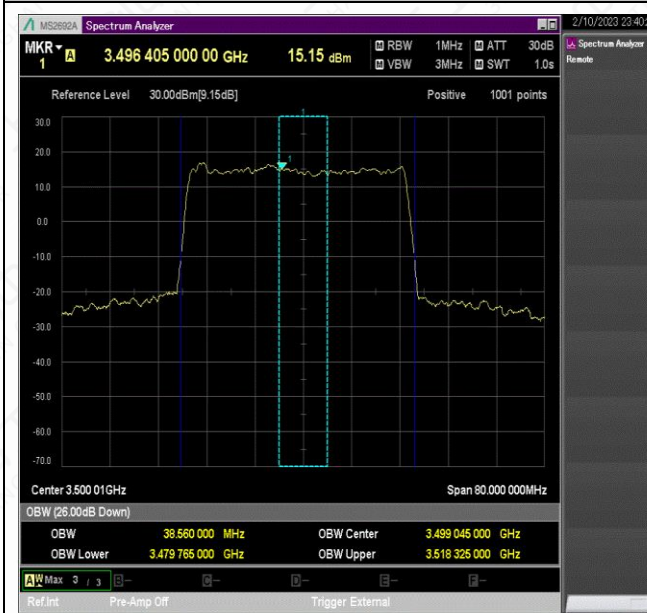 MS2692A Spectrum Analyzer
2/10/2023 23:40:
MKR 1 A 3.496 405 000 00 GHz 15.15 dBm
RBW 1MHz ATT 30dB
VBW 3MHz SWT 1.0s
Spectrum Analyzer
Remote
Reference Level 30.00dBm[9.15dB] Positive 1001 points
1
30.0
20.0
1
10.0
0.0
-10.0
-20.0
-30.0
-40.0
-50.0
-60.0
-70.0
Center 3.500 01GHz Span 80.000 000MHz
OBW (26.00dB Down)
OBW 38.560 000 MHz OBW Center 3.499 045 000 GHz
OBW Lower 3.479 765 000 GHz OBW Upper 3.518 325 000 GHz
A W Max 3 / 3 B- C- D- E- F-
Ref.Int Pre-Amp Off Trigger External